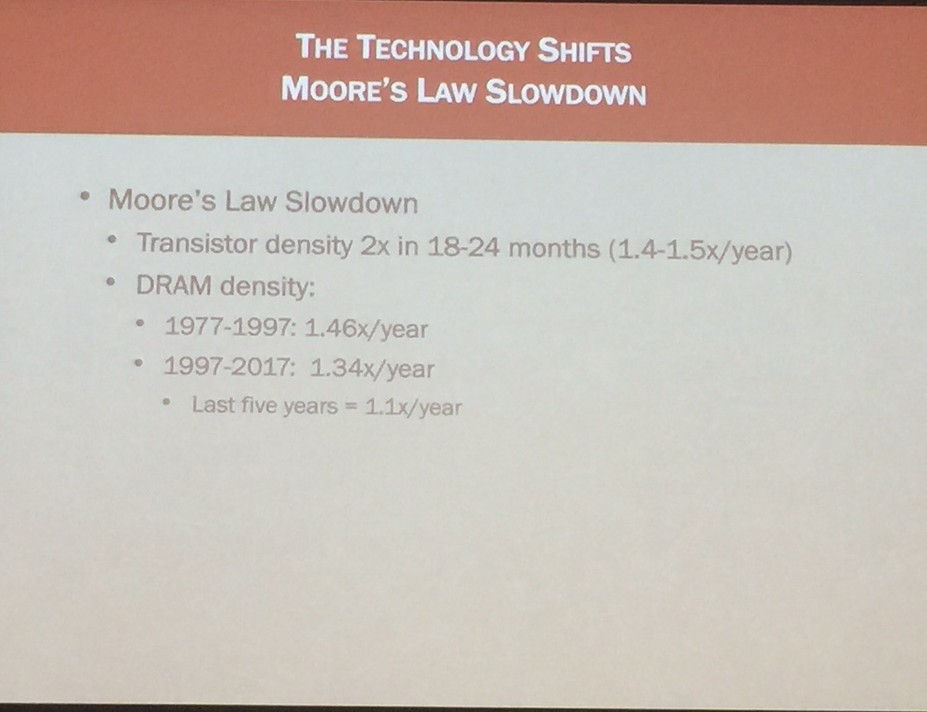 THE TECHNOLOGY SHIFTS
MOORE'S LAW SLOWDOWN
• Moore's Law Slowdown
• Transistor density 2x in 18-24 months (1.4-1.5x/year)
• DRAM density:
• 1977-1997: 1.46x/year
• 1997-2017: 1.34x/year
• Last five years = 1.1x/year